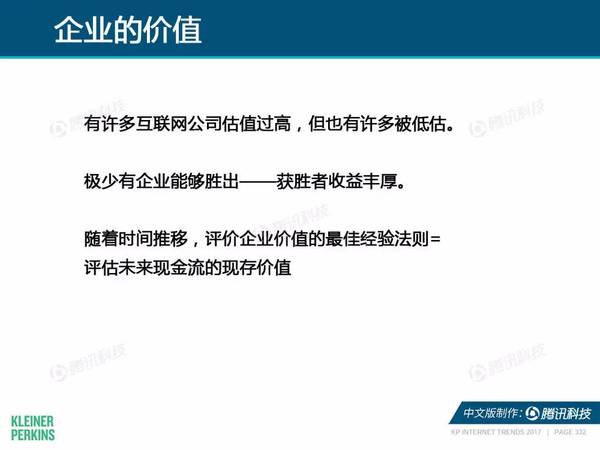 企业的价值
有许多互联网公司估值过高，但也有许多被低估。
极少有企业能够胜出——获胜者收益丰厚。
随着时间推移，评价企业价值的最佳经验法则=
评估未来现金流的现存价值
腾讯科技
腾讯科技
腾讯科技
腾讯科技
腾讯科技
KLEINER
PERKINS
中文版制作：腾讯科技
KP INTERNET TRENDS 2017 | PAGE 332